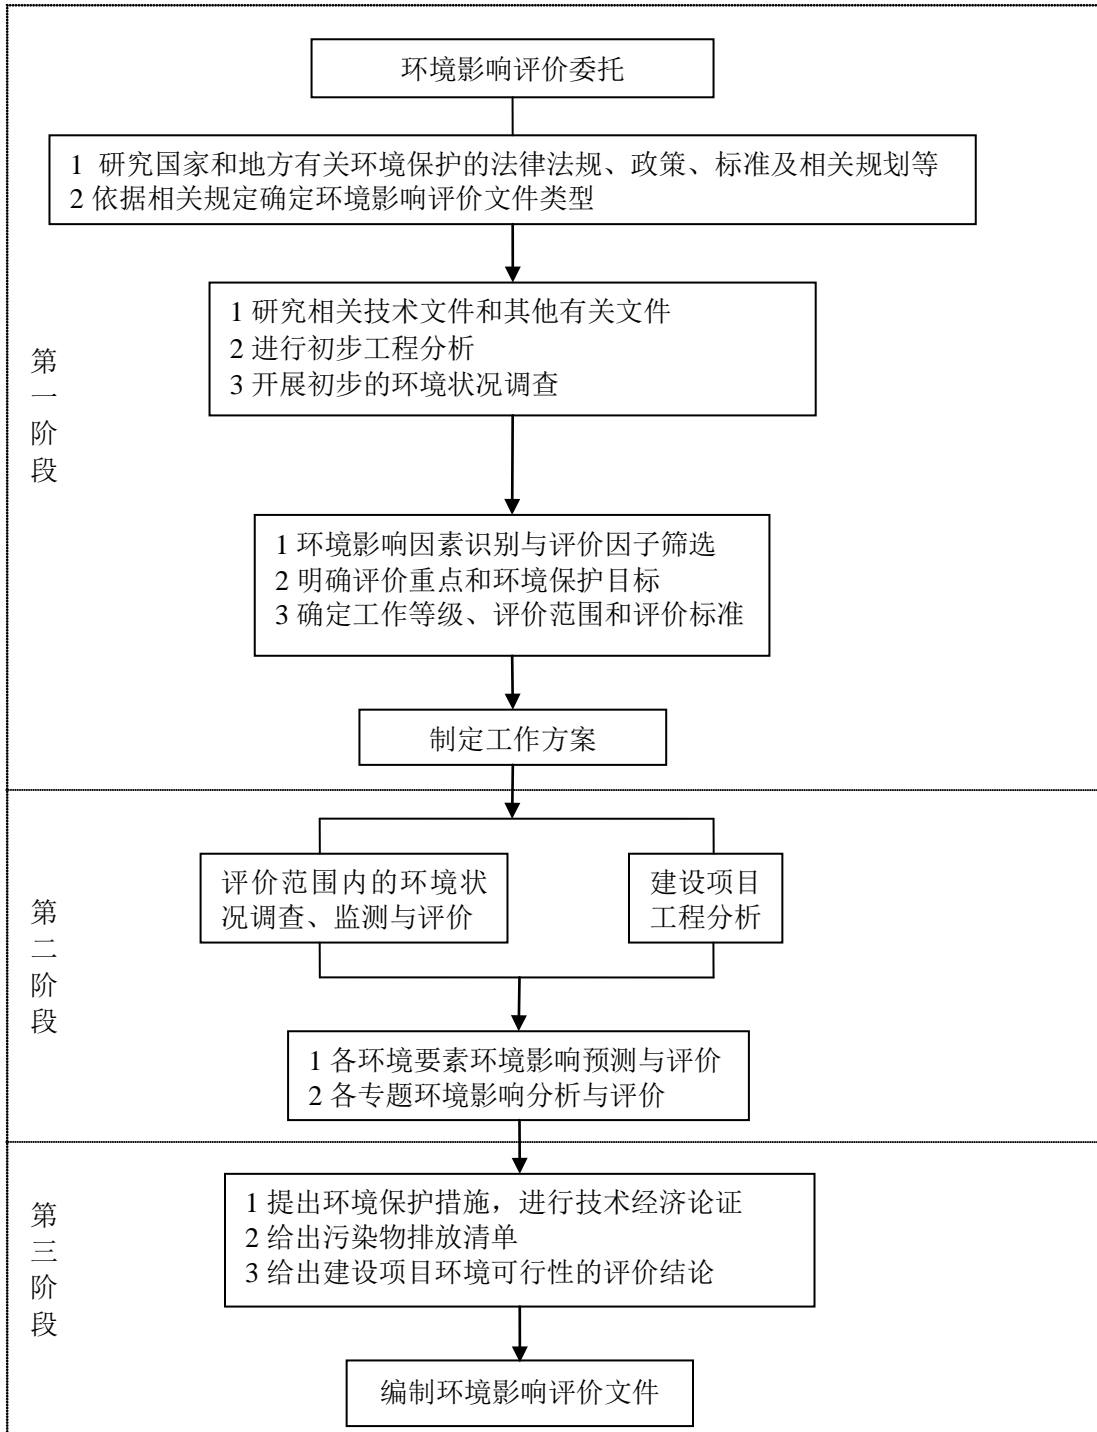 环境影响评价委托
1 研究国家和地方有关环境保护的法律法规、政策、标准及相关规划等
2 依据相关规定确定环境影响评价文件类型
1 研究相关技术文件和其他有关文件
2 进行初步工程分析
3 开展初步的环境状况调查
第
一
阶
段
1 环境影响因素识别与评价因子筛选
2 明确评价重点和环境保护目标
3 确定工作等级、评价范围和评价标准
制定工作方案
评价范围内的环境状
况调查、监测与评价
建设项目
工程分析
第
二
阶
段
1 各环境要素环境影响预测与评价
2 各专题环境影响分析与评价
1 提出环境保护措施，进行技术经济论证
2 给出污染物排放清单
3 给出建设项目环境可行性的评价结论
第
三
阶
段
编制环境影响评价文件